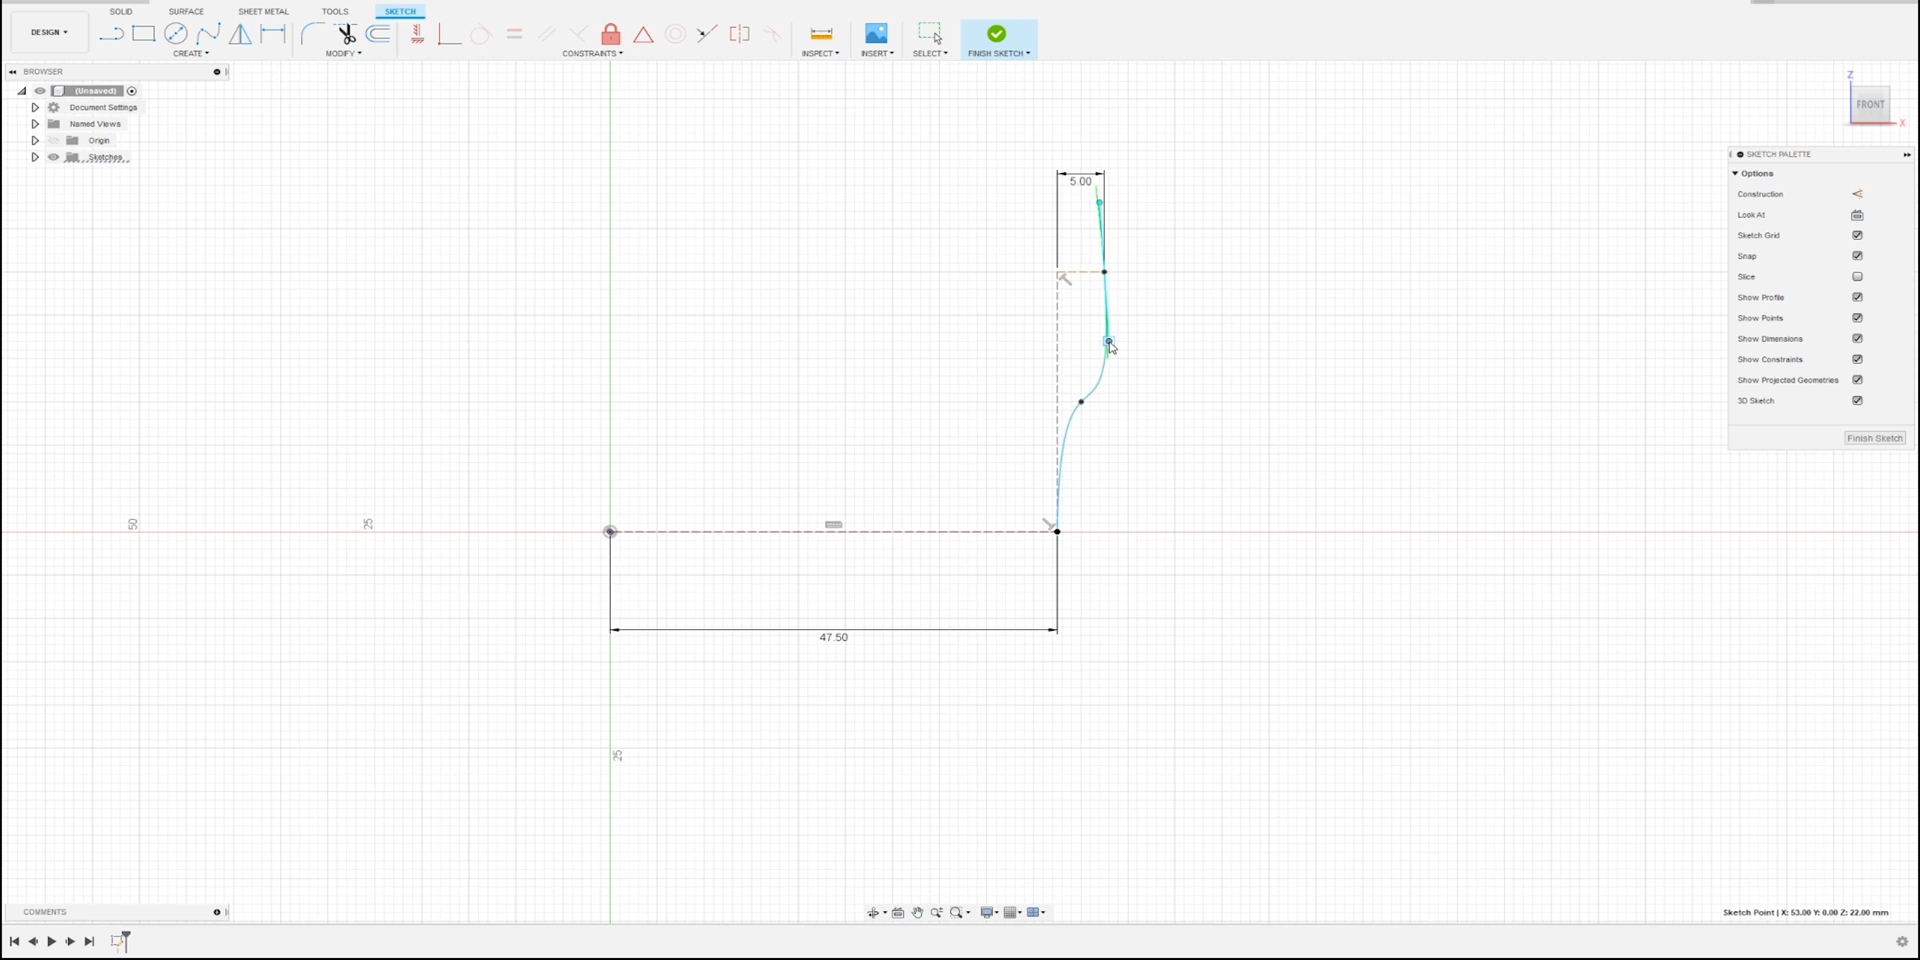 SOLID SURFACE SHEET METAL TOOLS SKETCH
DESIGN
CREATE MODIFY CONSTRAINTS INSPECT INSERT SELECT FINISH SKETCH
BROWSER
(Unsaved)
Document Settings
Named Views
Origin
Sketches
Z
FRONT
X
SKETCH PALETTE
Options
Construction
Look At
Sketch Grid
Snap
Slice
Show Profile
Show Points
Show Dimensions
Show Constraints
Show Projected Geometries
3D Sketch
Finish Sketch
5.00
50
25
47.50
25
COMMENTS
Sketch Point | X: 53.00 Y: 0.00 Z: 22.00 mm